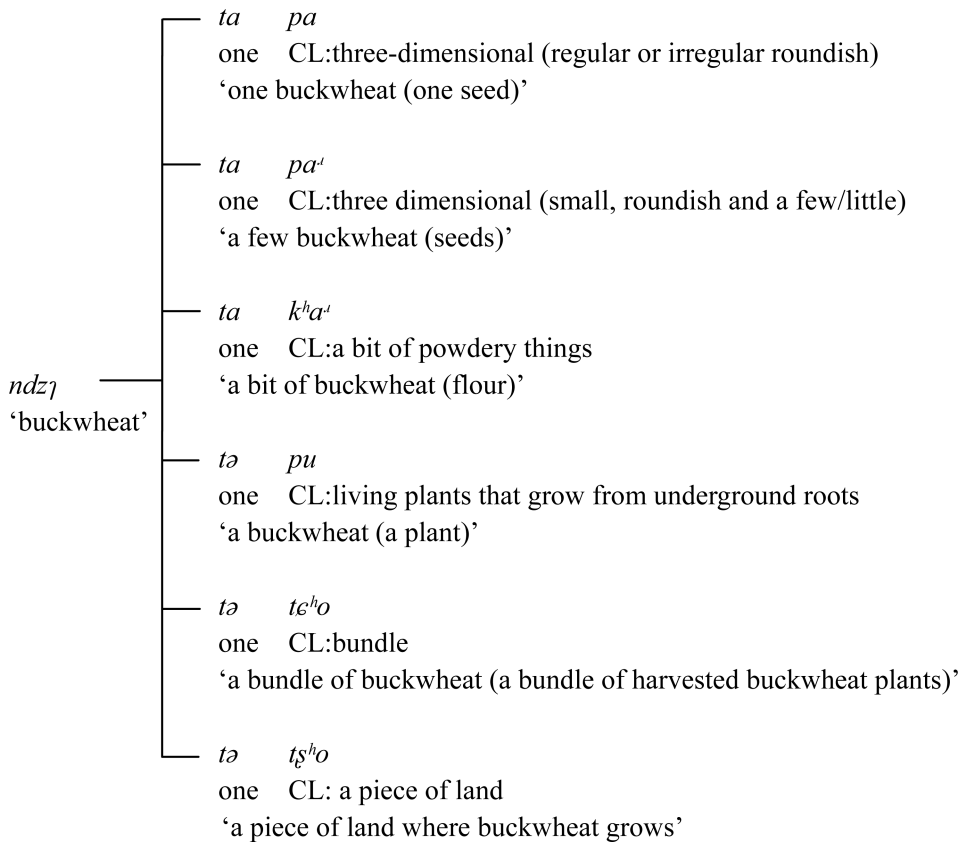 ta pa
one CL:three-dimensional (regular or irregular roundish)
‘one buckwheat (one seed)’
ta paᶡ
one CL:three dimensional (small, roundish and a few/little)
‘a few buckwheat (seeds)’
ta kʰaᶡ
one CL:a bit of powdery things
‘a bit of buckwheat (flour)’
ndzɿ
‘buckwheat’
tə pu
one CL:living plants that grow from underground roots
‘a buckwheat (a plant)’
tə tɕʰo
one CL:bundle
‘a bundle of buckwheat (a bundle of harvested buckwheat plants)’
tə tʂʰo
one CL: a piece of land
‘a piece of land where buckwheat grows’